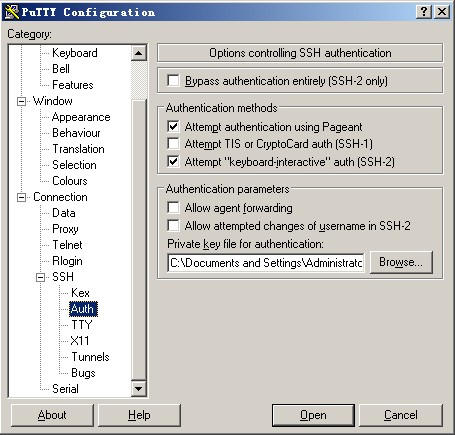 PuTTY Configuration
Category:
Keyboard
Bell
Features
Window
Appearance
Behaviour
Translation
Selection
Colours
Connection
Data
Proxy
Telnet
Rlogin
SSH
Kex
Auth
TTY
X11
Tunnels
Bugs
Serial
Options controlling SSH authentication
Bypass authentication entirely (SSH-2 only)
Authentication methods
Attempt authentication using Pageant
Attempt TIS or CryptoCard auth (SSH-1)
Attempt "keyboard-interactive" auth (SSH-2)
Authentication parameters
Allow agent forwarding
Allow attempted changes of username in SSH-2
Private key file for authentication:
C:\Documents and Settings\Administrato
Browse...
About
Help
Open
Cancel